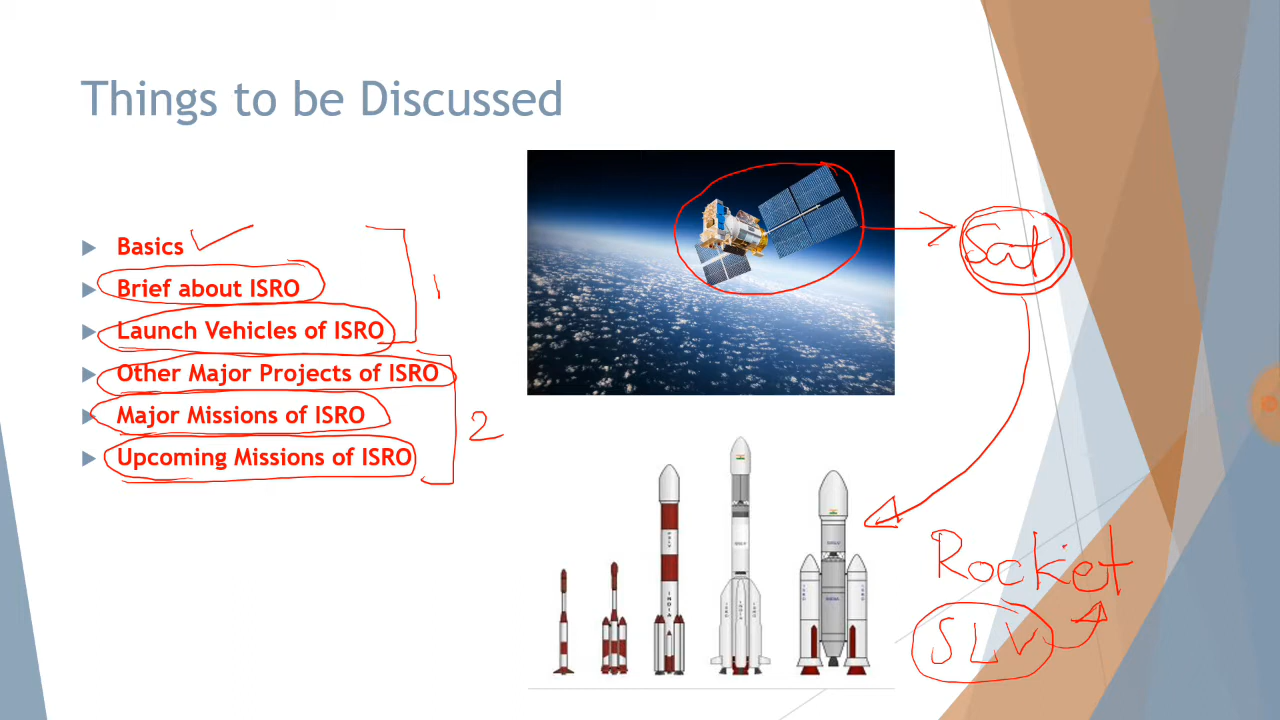 Things to be Discussed
Basics
Brief about ISRO
Launch Vehicles of ISRO
Other Major Projects of ISRO
Major Missions of ISRO
Upcoming Missions of ISRO
1
2
Sat
Rocket
SLV
INDIA